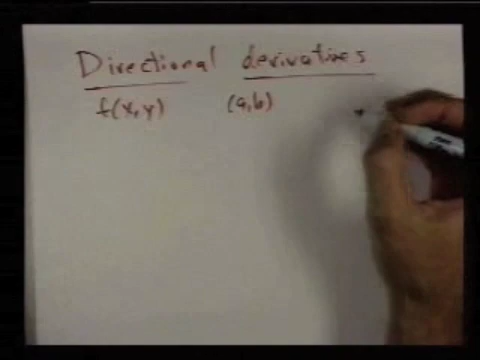 Directional derivatives
f(x,y) (a,b)